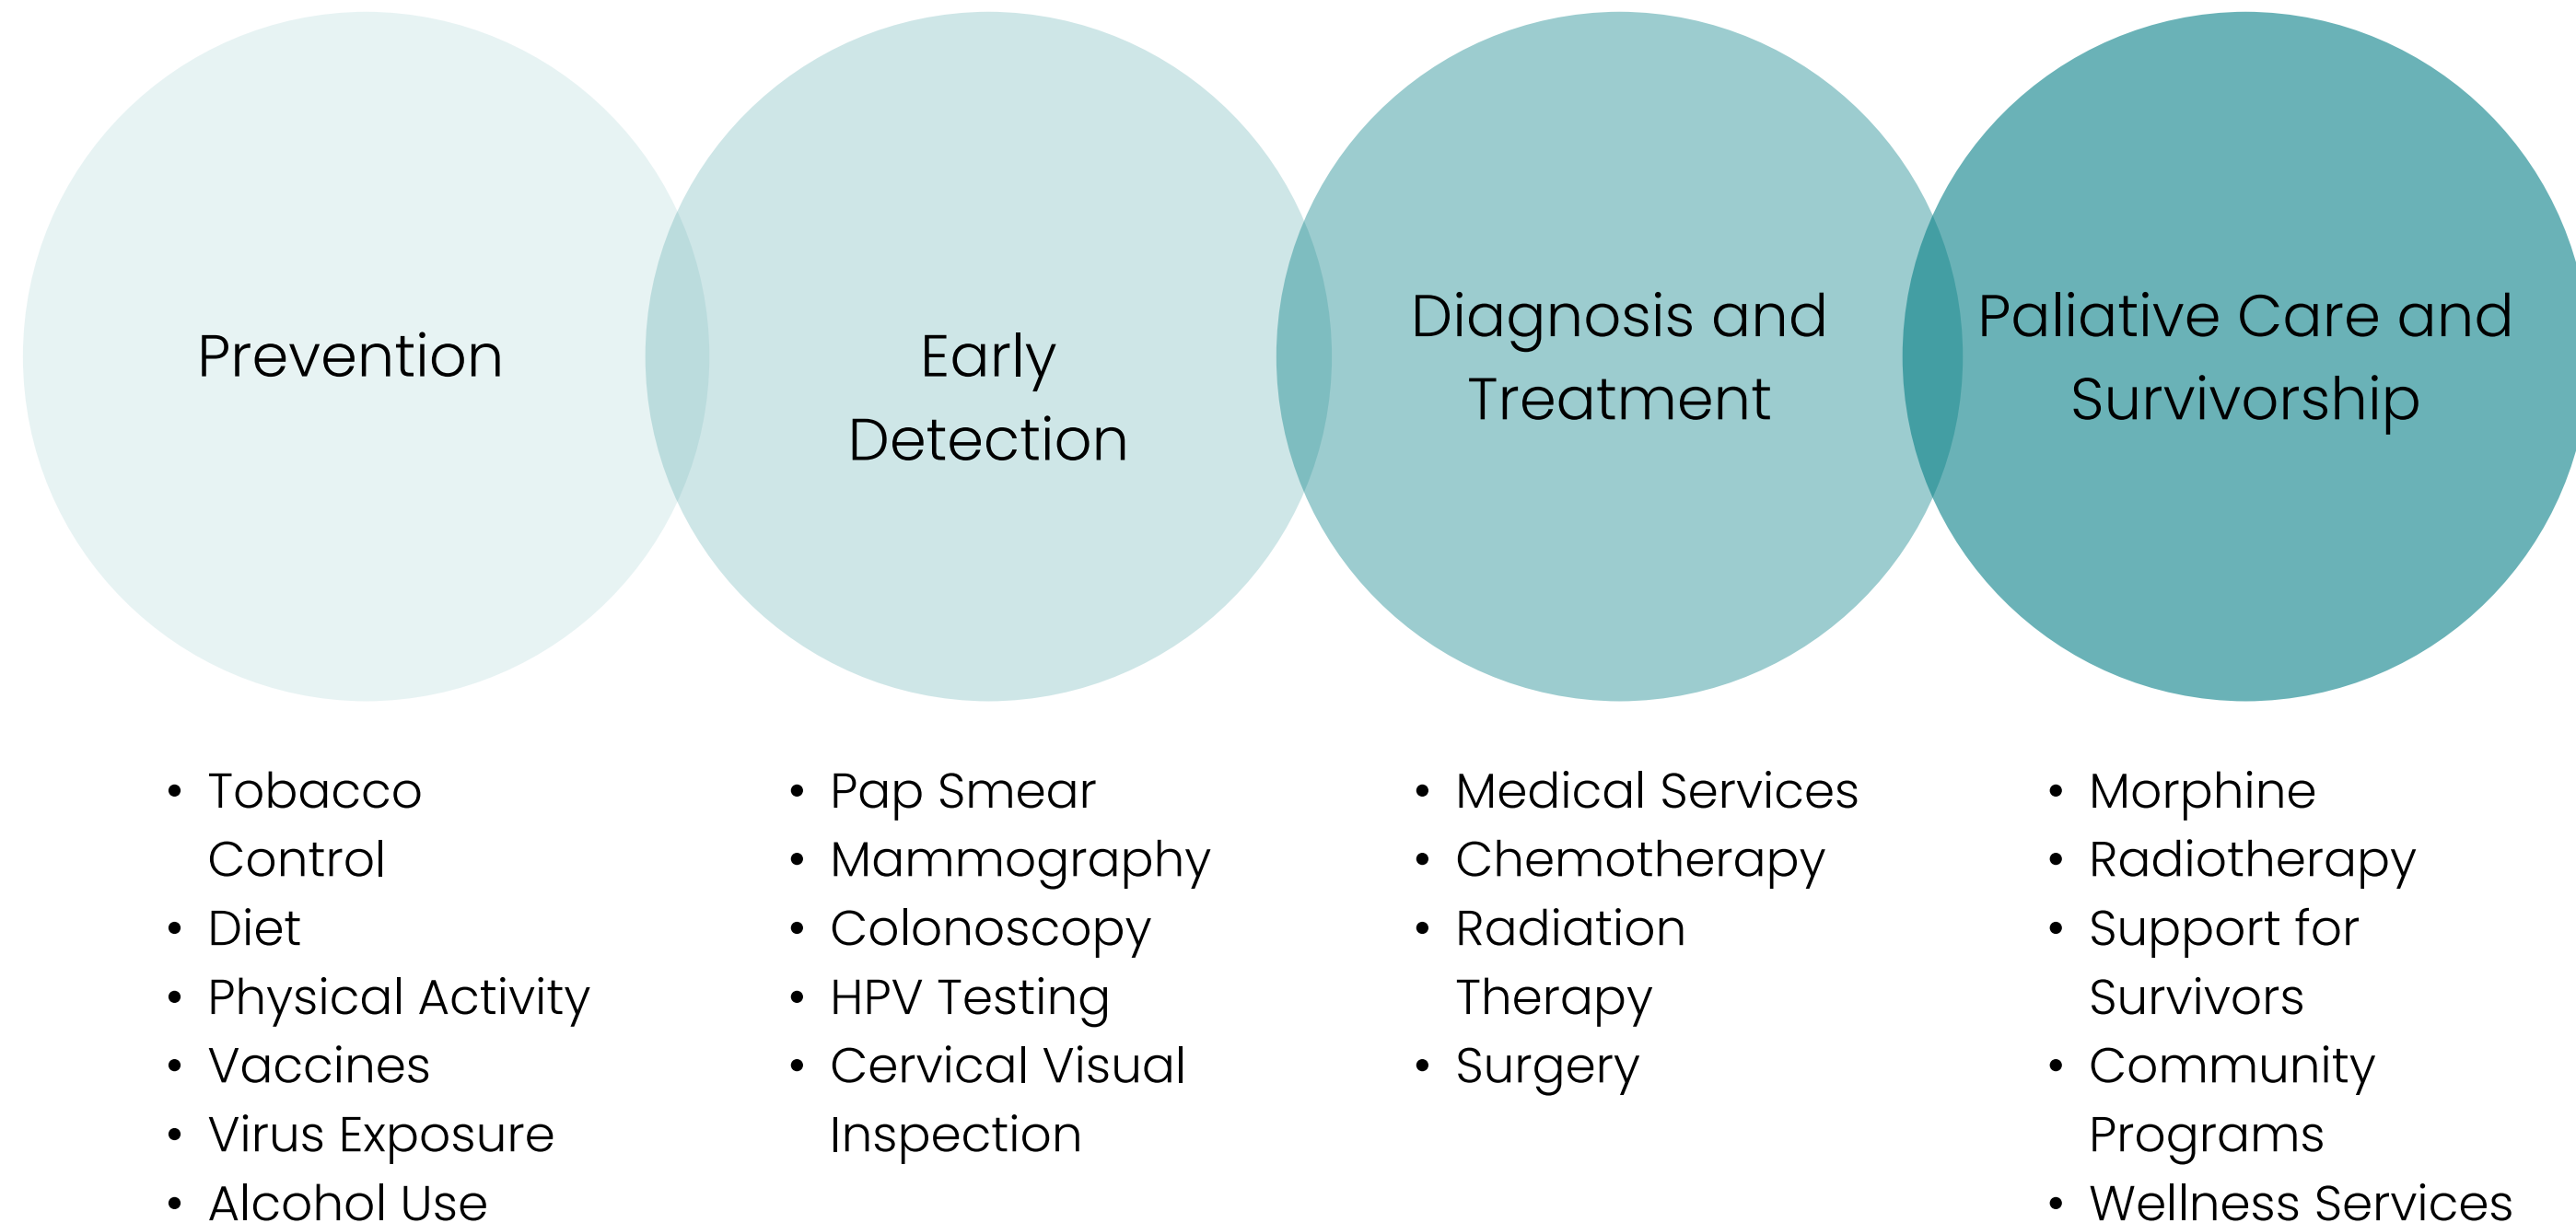 Prevention
Early
Detection
Diagnosis and
Treatment
Paliative Care and
Survivorship
• Tobacco
Control
• Diet
• Physical Activity
• Vaccines
• Virus Exposure
• Alcohol Use
• Pap Smear
• Mammography
• Colonoscopy
• HPV Testing
• Cervical Visual
Inspection
• Medical Services
• Chemotherapy
• Radiation
Therapy
• Surgery
• Morphine
• Radiotherapy
• Support for
Survivors
• Community
Programs
• Wellness Services